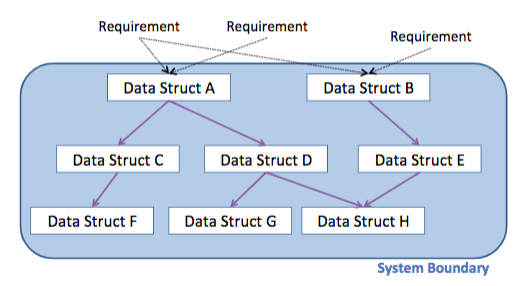 Requirement
Requirement
Requirement
Data Struct A
Data Struct B
Data Struct C
Data Struct D
Data Struct E
Data Struct F
Data Struct G
Data Struct H
System Boundary